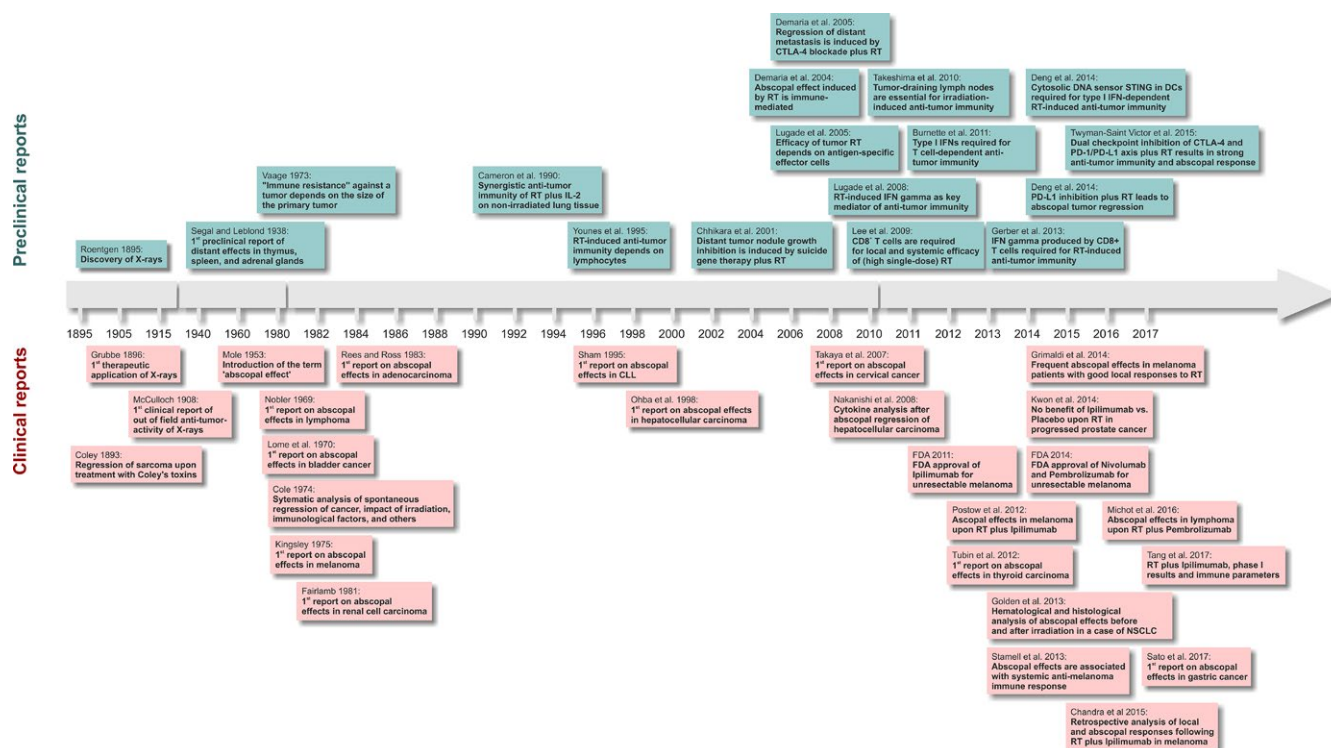 Preclinical reports
Demaria et al. 2005:
Regression of distant
metastasis is induced by
CTLA-4 blockade plus RT
Demaria et al. 2004:
Abscopal effect induced
by RT is immune-
mediated
Takeshima et al. 2010:
Tumor-draining lymph nodes
are essential for irradiation-
induced anti-tumor immunity
Deng et al. 2014:
Cytosolic DNA sensor STING in DCs
required for type I IFN-dependent
RT-induced anti-tumor immunity
Lugade et al. 2005:
Efficacy of tumor RT
depends on antigen-specific
effector cells
Burnette et al. 2011:
Type I IFNs required for
T cell-dependent anti-
tumor immunity
Twyman-Saint Victor et al. 2015:
Dual checkpoint inhibition of CTLA-4 and
PD-1/PD-L1 axis plus RT results in strong
anti-tumor immunity and abscopal response
Vaage 1973:
"Immune resistance" against a
tumor depends on the size of
the primary tumor
Cameron et al. 1990:
Synergistic anti-tumor
immunity of RT plus IL-2
on non-irradiated lung tissue
Lugade et al. 2008:
RT-induced IFN gamma as key
mediator of anti-tumor immunity
Deng et al. 2014:
PD-L1 inhibition plus RT leads to
abscopal tumor regression
Roentgen 1895:
Discovery of X-rays
Segal and Leblond 1938:
1st preclinical report of
distant effects in thymus,
spleen, and adrenal glands
Younes et al. 1995:
RT-induced anti-tumor
immunity depends on
lymphocytes
Chhikara et al. 2001:
Distant tumor nodule growth
inhibition is induced by suicide
gene therapy plus RT
Lee et al. 2009:
CD8+ T cells are required
for local and systemic efficacy
of (high single-dose) RT
Gerber et al. 2013:
IFN gamma produced by CD8+
T cells required for RT-induced
anti-tumor immunity
1895 1905 1915 1940 1960 1980 1982 1984 1986 1988 1990 1992 1994 1996 1998 2000 2002 2004 2006 2008 2010 2011 2012 2013 2014 2015 2016 2017
Clinical reports
Grubbe 1896:
1st therapeutic
application of X-rays
Mole 1953:
Introduction of the term
'abscopal effect'
Rees and Ross 1983:
1st report on abscopal
effects in adenocarcinoma
Sham 1995:
1st report on abscopal
effects in CLL
Takaya et al. 2007:
1st report on abscopal
effects in cervical cancer
Grimaldi et al. 2014:
Frequent abscopal effects in melanoma
patients with good local responses to RT
McCulloch 1908:
1st clinical report of
out of field anti-tumor-
activity of X-rays
Nobler 1969:
1st report on abscopal
effects in lymphoma
Ohba et al. 1998:
1st report on abscopal effects
in hepatocellular carcinoma
Nakanishi et al. 2008:
Cytokine analysis after
abscopal regression of
hepatocellular carcinoma
Kwon et al. 2014:
No benefit of Ipilimumab vs.
Placebo upon RT in
progressed prostate cancer
Coley 1893:
Regression of sarcoma upon
treatment with Coley's toxins
Lome et al. 1970:
1st report on abscopal
effects in bladder cancer
FDA 2011:
FDA approval of
Ipilimumab for
unresectable melanoma
FDA 2014:
FDA approval of Nivolumab
and Pembrolizumab for
unresectable melanoma
Cole 1974:
Sytematic analysis of spontaneous
regression of cancer, impact of irradiation,
immunological factors, and others
Postow et al. 2012:
Ascopal effects in melanoma
upon RT plus Ipilimumab
Michot et al. 2016:
Abscopal effects in lymphoma
upon RT plus Pembrolizumab
Kingsley 1975:
1st report on abscopal
effects in melanoma
Tubin et al. 2012:
1st report on abscopal
effects in thyroid carcinoma
Tang et al. 2017:
RT plus Ipilimumab, phase I
results and immune parameters
Fairlamb 1981:
1st report on abscopal
effects in renal cell carcinoma
Golden et al. 2013:
Hematological and histological
analysis of abscopal effects before
and after irradiation in a case of NSCLC
Stamell et al. 2013:
Abscopal effects are associated
with systemic anti-melanoma
immune response
Sato et al. 2017:
1st report on abscopal
effects in gastric cancer
Chandra et al 2015:
Retrospective analysis of local
and abscopal responses following
RT plus Ipilimumab in melanoma